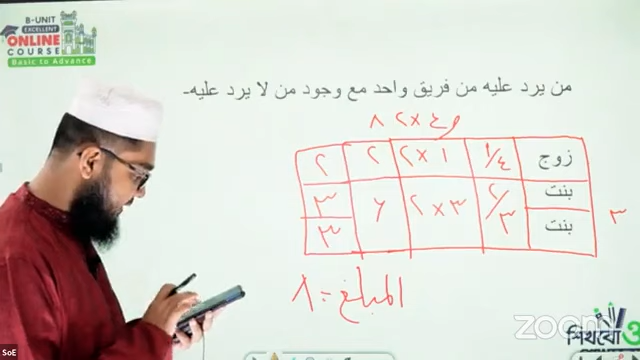 B-UNIT
EXCELLENT
ONLINE
COURSE
Basic to Advance
من يرد عليه من فريق واحد مع وجود من لا يرد عليه-
٤×٢ ٨
زوج ١/٤ ١×٢ ٢ ٢
بنت ٢/٣ ٣×٢ ٦ ٣
بنت ٣
٣
المبلغ = ٨
শিখবো
zoom
SoE